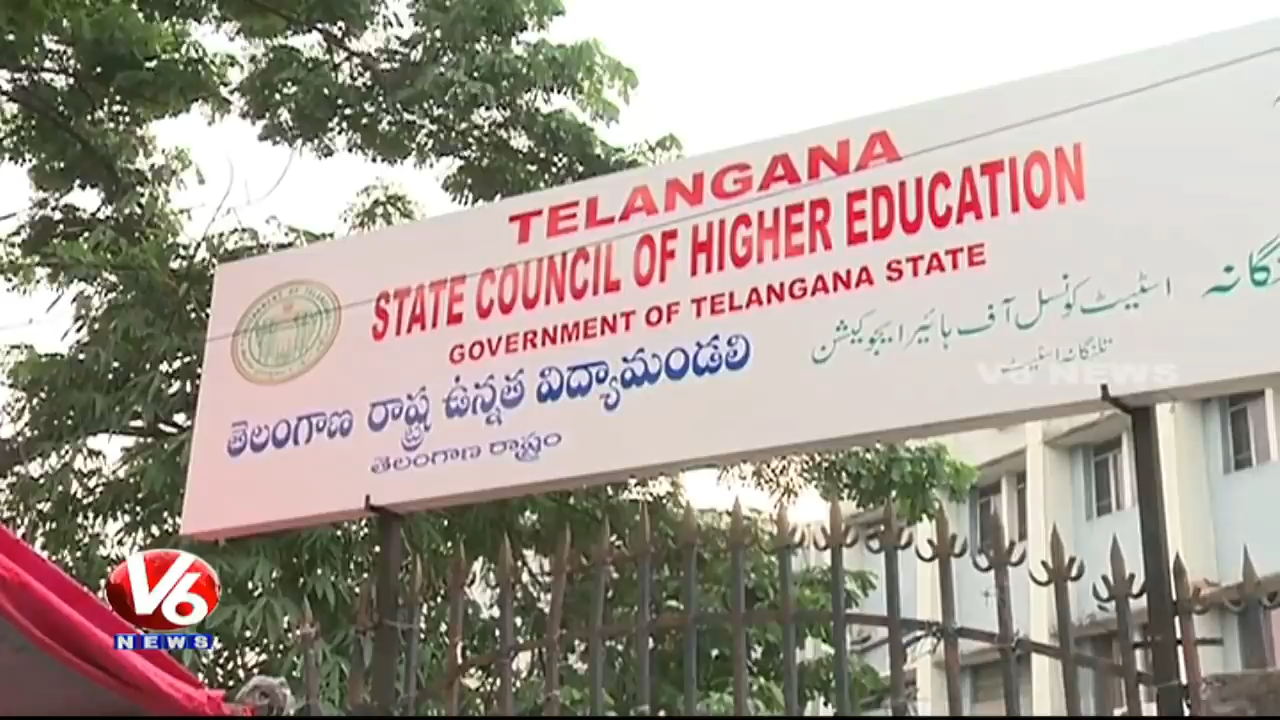 TELANGANA
STATE COUNCIL OF HIGHER EDUCATION
GOVERNMENT OF TELANGANA STATE
తెలంగాణ రాష్ట్ర ఉన్నత విద్యామండలి
తెలంగాణ రాష్ట్రం
اسٹیٹ کونسل آف ہائیر ایجوکیشن
تلنگانہ اسٹیٹ
V6 NEWS
V6
NEWS